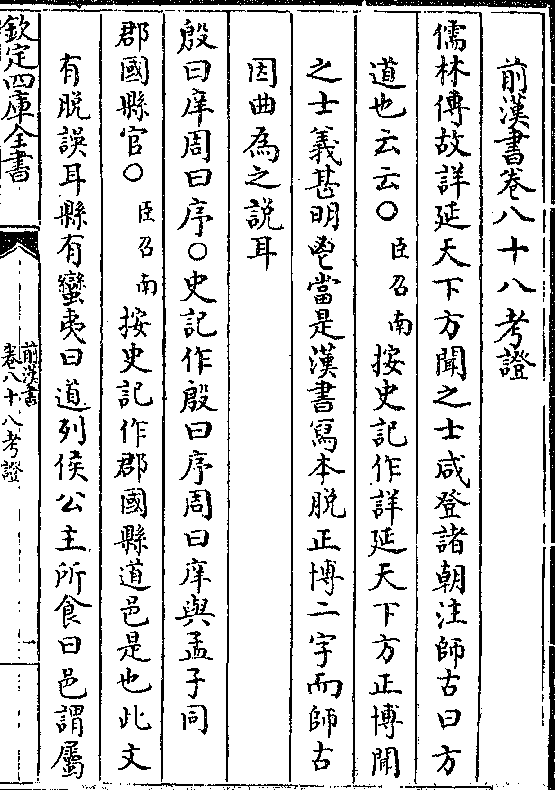 前漢書卷八十八考證
儒林傳故詳延天下方聞之士咸登諸朝注師古曰方
道也云云○臣召南按史記作詳延天下方正博聞
之士義甚明㿝當是漢書寫本脫正博二字而師古
因曲為之說耳
殷曰庠周曰序○史記作殷曰序周曰庠與孟子同
郡國縣官○臣召南按史記作郡國縣道邑是也此文
有脫誤耳縣有蠻夷曰道列侯公主所食曰邑謂屬
欽定四庫全書
前漢書
卷八十八考證
一